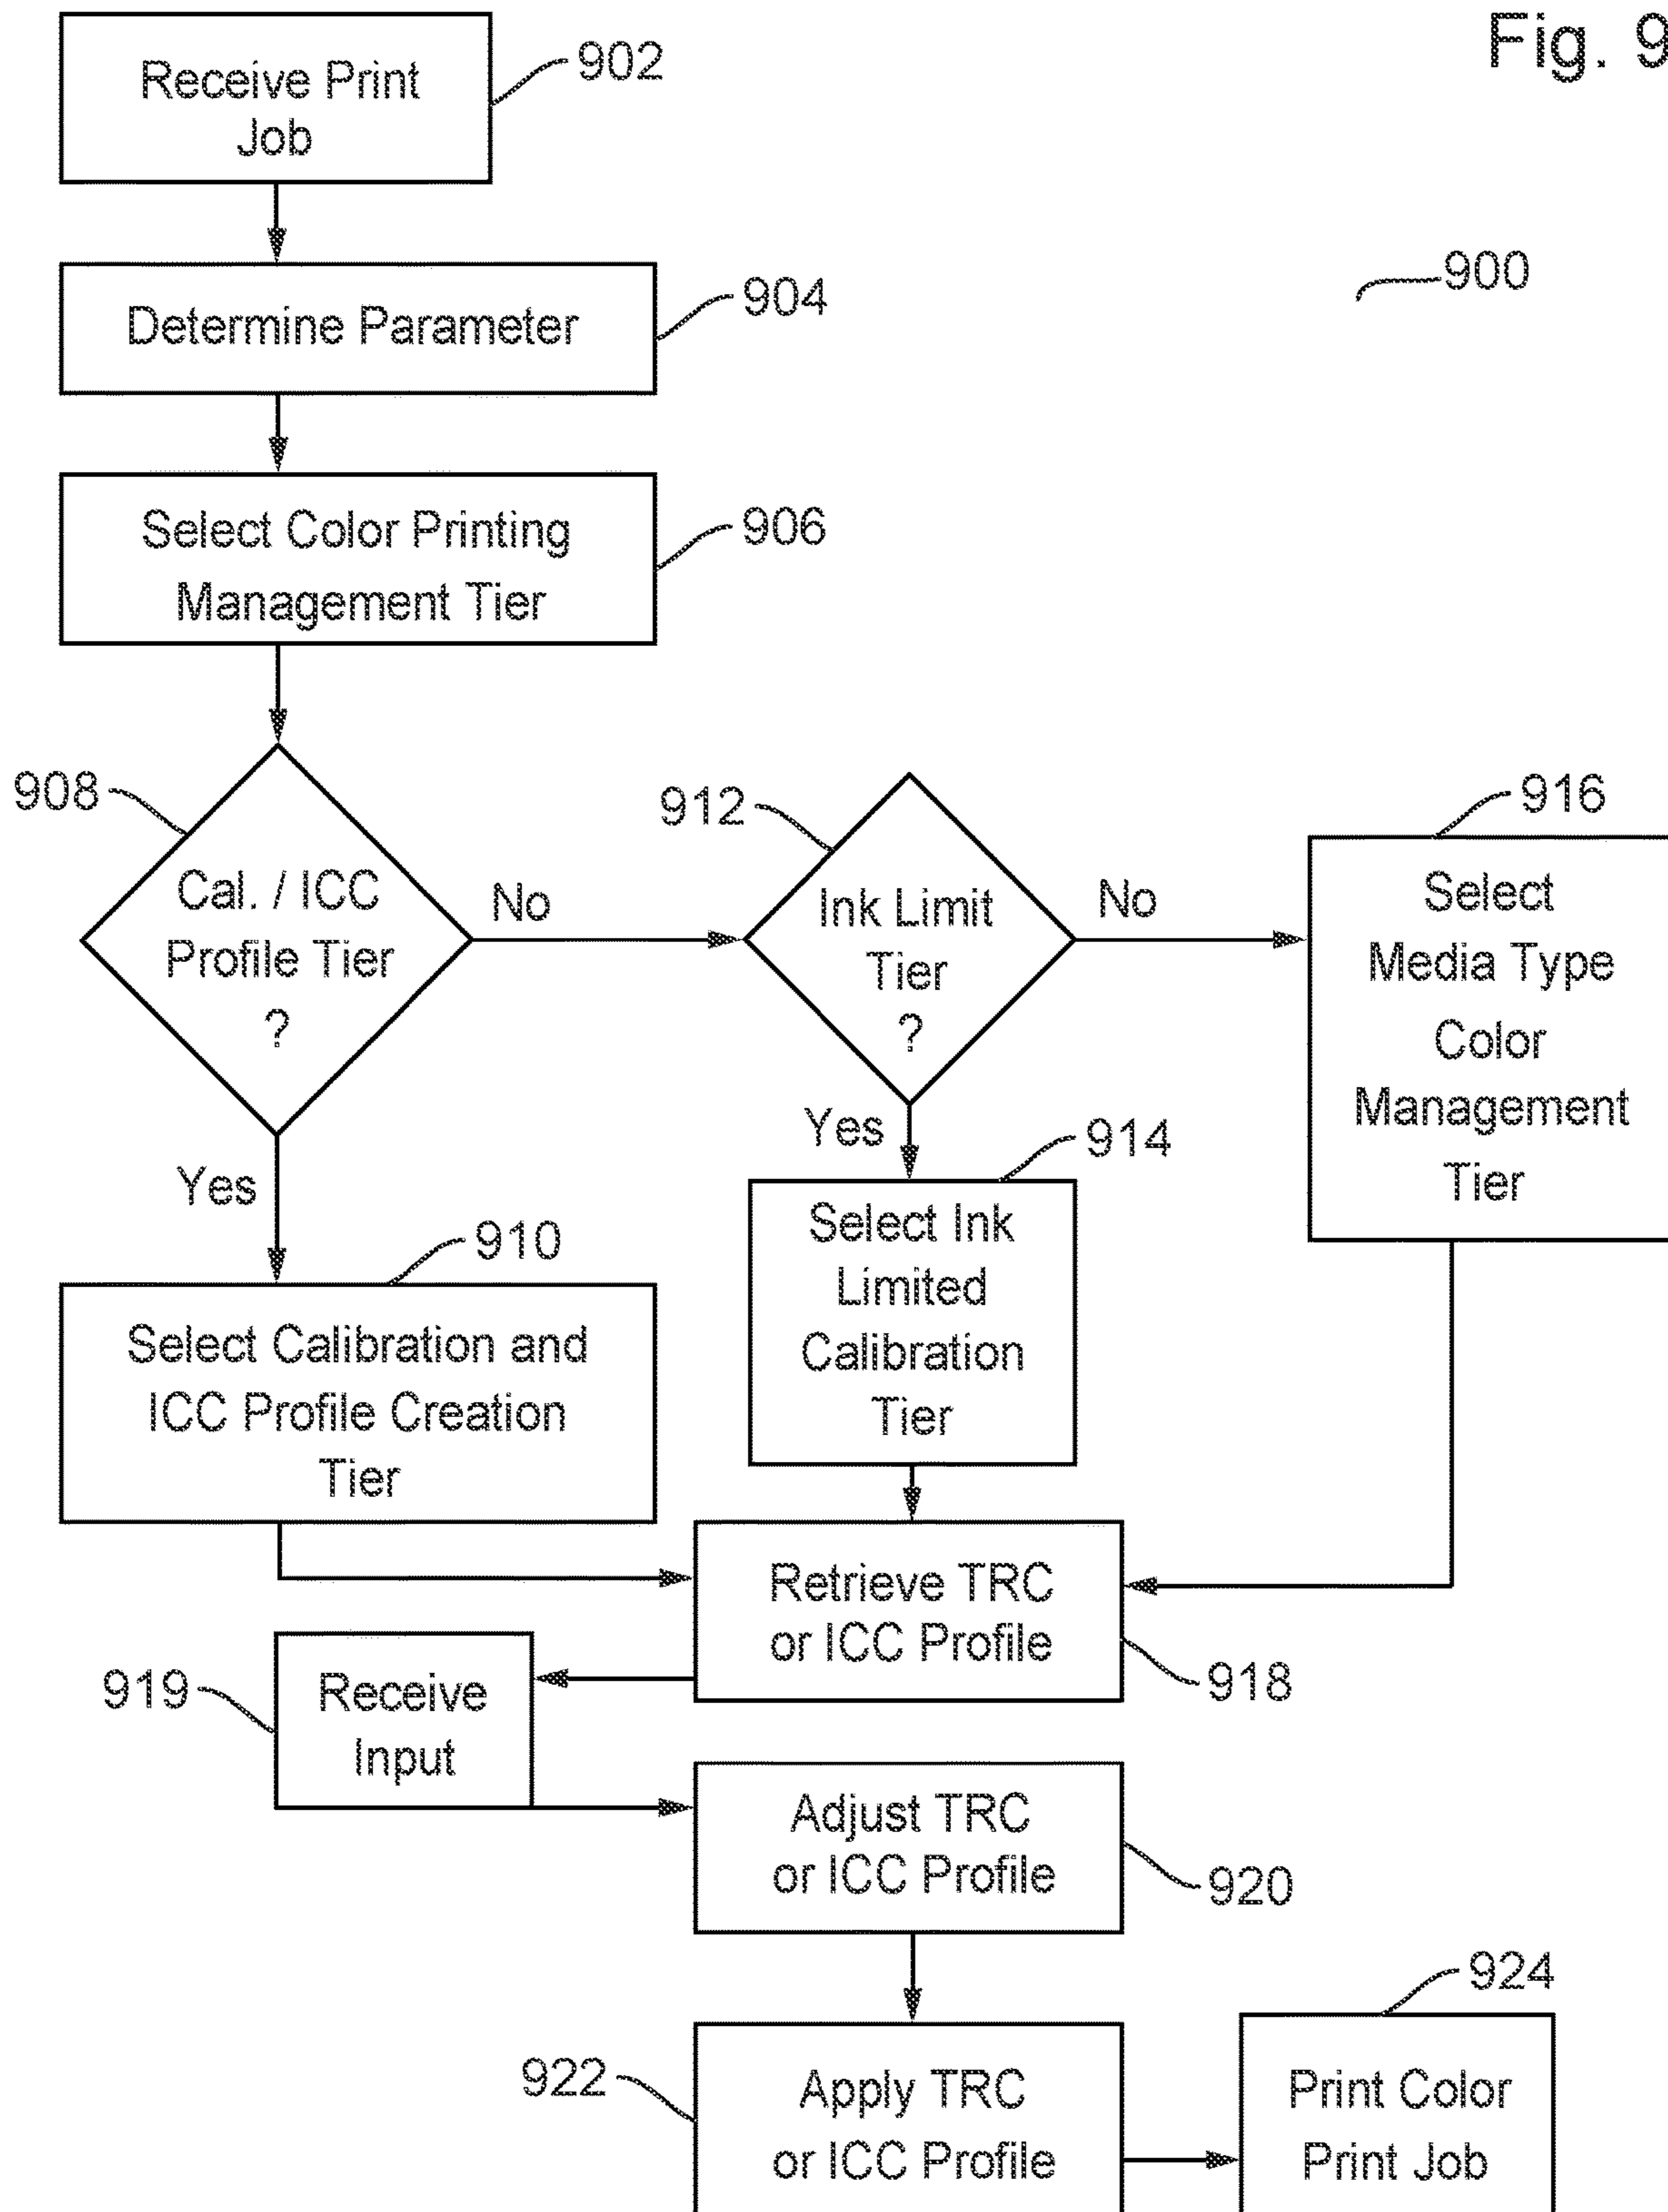 Fig. 9
Receive Print
Job
902
900
Determine Parameter
904
Select Color Printing
Management Tier
906
908
Cal. / ICC
Profile Tier
?
No
Yes
912
Ink Limit
Tier
?
No
Yes
916
Select
Media Type
Color
Management
Tier
910
Select Calibration and
ICC Profile Creation
Tier
914
Select Ink
Limited
Calibration
Tier
Retrieve TRC
or ICC Profile
918
919
Receive
Input
Adjust TRC
or ICC Profile
920
922
Apply TRC
or ICC Profile
924
Print Color
Print Job